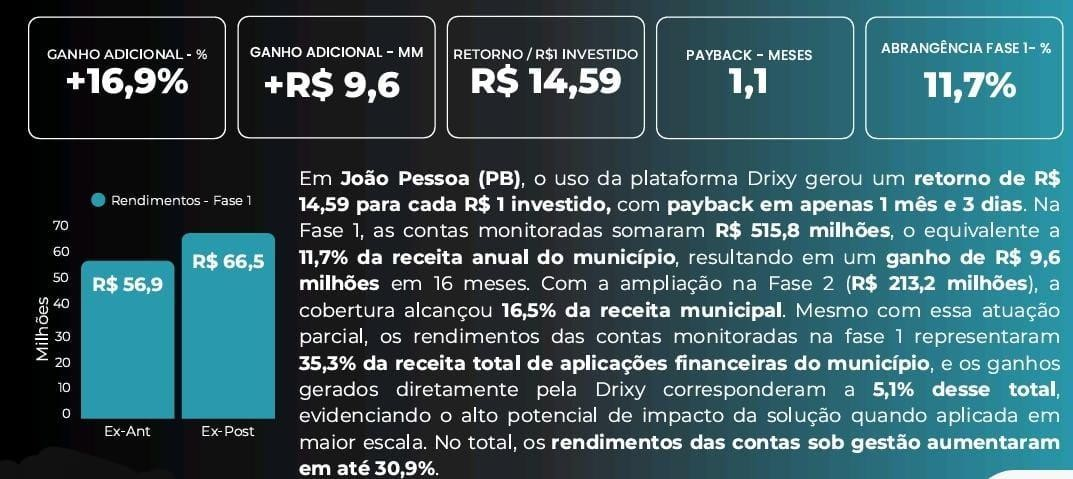 GANHO ADICIONAL - %
+16,9%
GANHO ADICIONAL - MM
+R$ 9,6
RETORNO / R$1 INVESTIDO
R$ 14,59
PAYBACK - MESES
1,1
ABRANGÊNCIA FASE 1- %
11,7%
Rendimentos - Fase 1
Milhões
70
60
50
40
30
20
10
0
R$ 56,9
R$ 66,5
Ex-Ant
Ex-Post
Em João Pessoa (PB), o uso da plataforma Drixy gerou um retorno de R$
14,59 para cada R$ 1 investido, com payback em apenas 1 mês e 3 dias. Na
Fase 1, as contas monitoradas somaram R$ 515,8 milhões, o equivalente a
11,7% da receita anual do município, resultando em um ganho de R$ 9,6
milhões em 16 meses. Com a ampliação na Fase 2 (R$ 213,2 milhões), a
cobertura alcançou 16,5% da receita municipal. Mesmo com essa atuação
parcial, os rendimentos das contas monitoradas na fase 1 representaram
35,3% da receita total de aplicações financeiras do município, e os ganhos
gerados diretamente pela Drixy corresponderam a 5,1% desse total,
evidenciando o alto potencial de impacto da solução quando aplicada em
maior escala. No total, os rendimentos das contas sob gestão aumentaram
em até 30,9%.